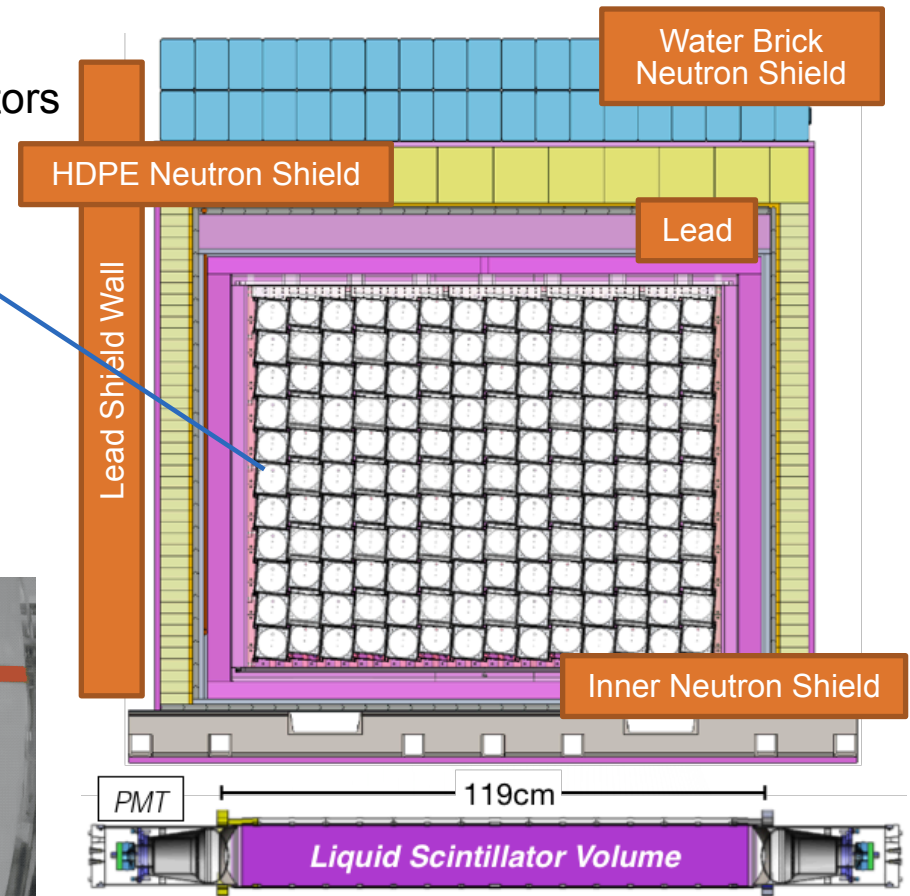 Water Brick
Neutron Shield
tors
HDPE Neutron Shield
Lead
Lead Shield Wall
Inner Neutron Shield
PMT
119cm
Liquid Scintillator Volume